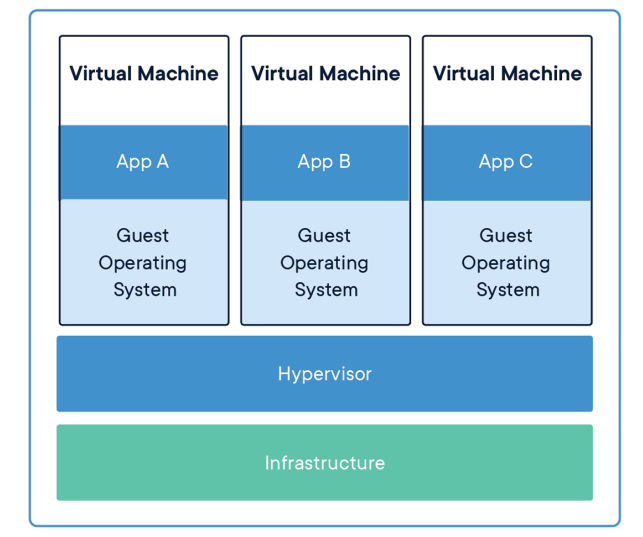 Virtual Machine
Virtual Machine
Virtual Machine
App A
App B
App C
Guest
Operating
System
Guest
Operating
System
Guest
Operating
System
Hypervisor
Infrastructure